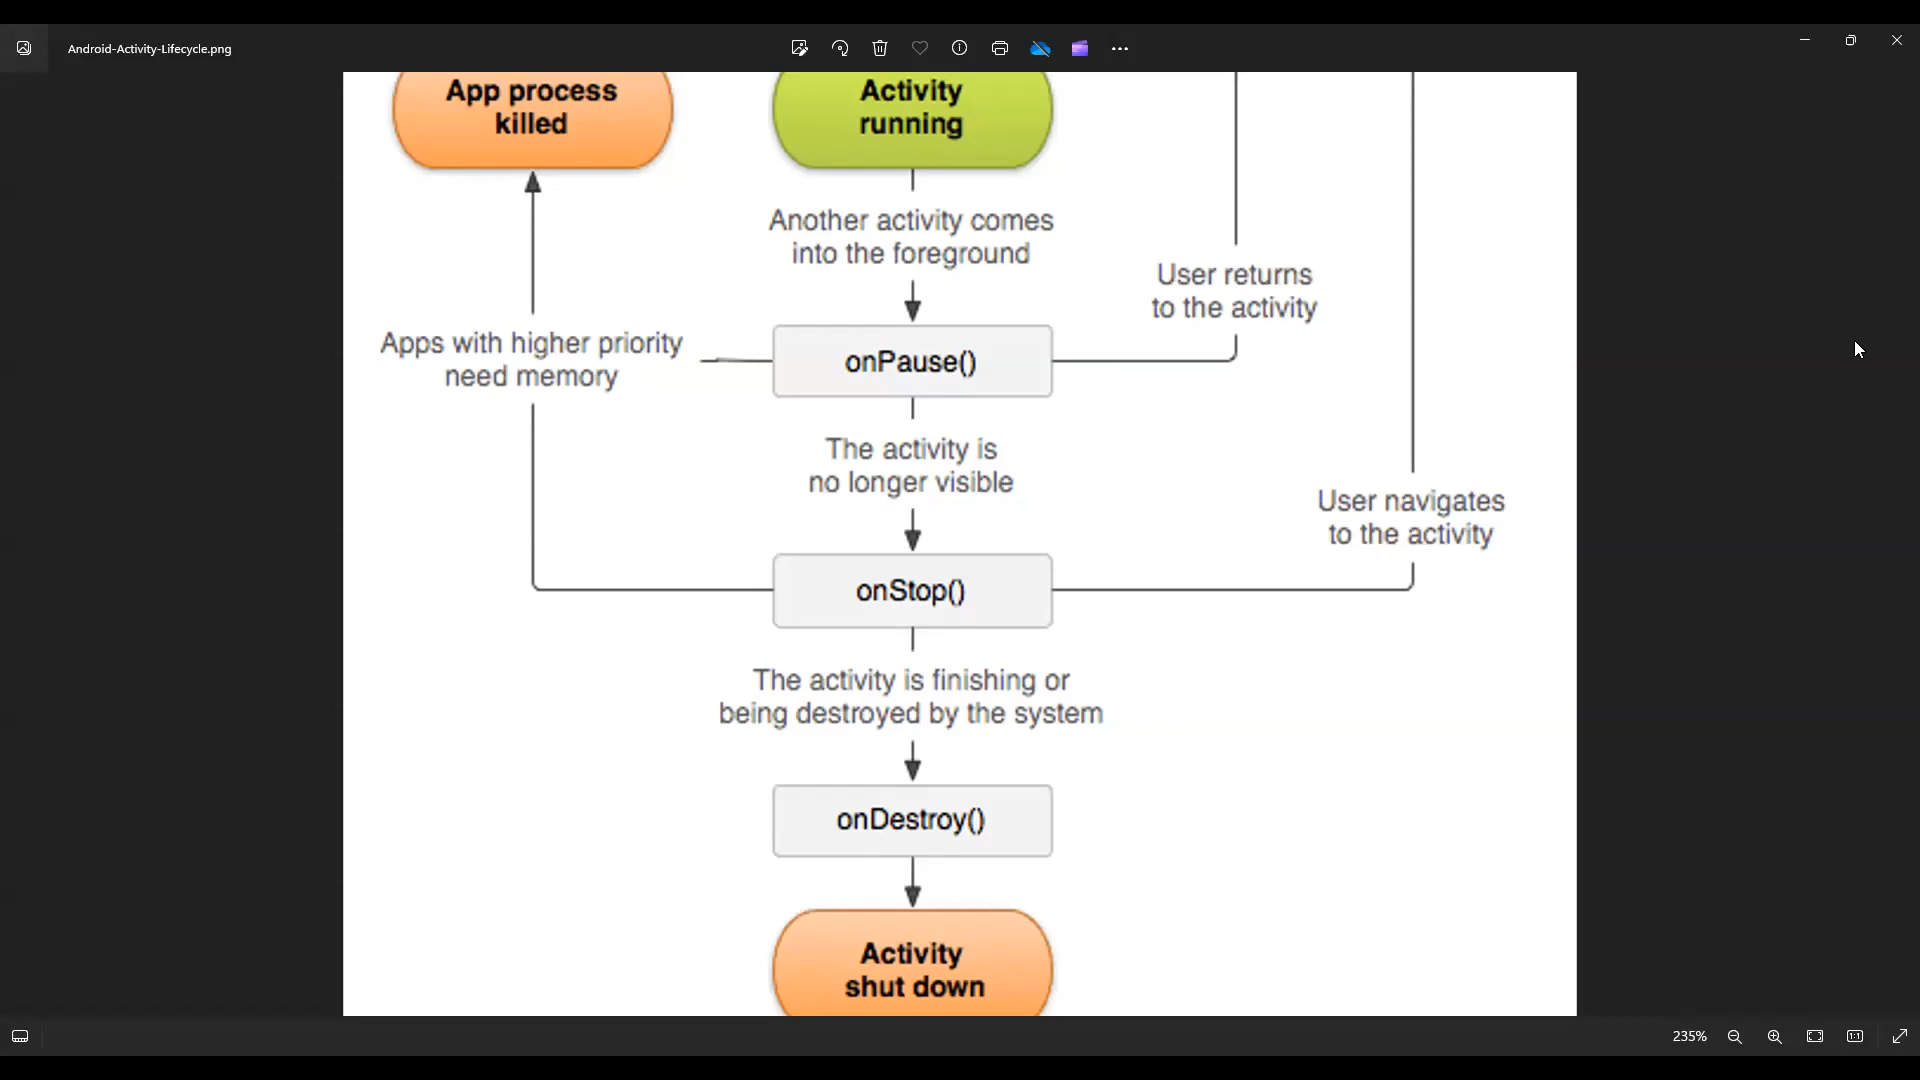 Android-Activity-Lifecycle.png
App process
killed
Activity
running
Another activity comes
into the foreground
User returns
to the activity
Apps with higher priority
need memory
onPause()
The activity is
no longer visible
User navigates
to the activity
onStop()
The activity is finishing or
being destroyed by the system
onDestroy()
Activity
shut down
235%
1:1